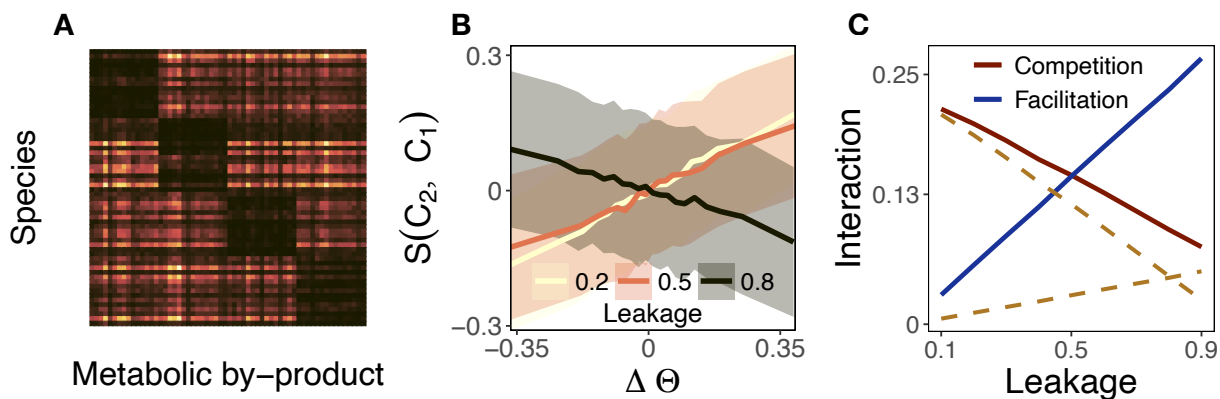 A
Species
Metabolic by−product
B
S(C2, C1)
0.3
0
−0.3
0.2 0.5 0.8
Leakage
−0.35 0 0.35
Δ Θ
C
Interaction
0.25
0.13
0
Competition
Facilitation
0.1 0.5 0.9
Leakage